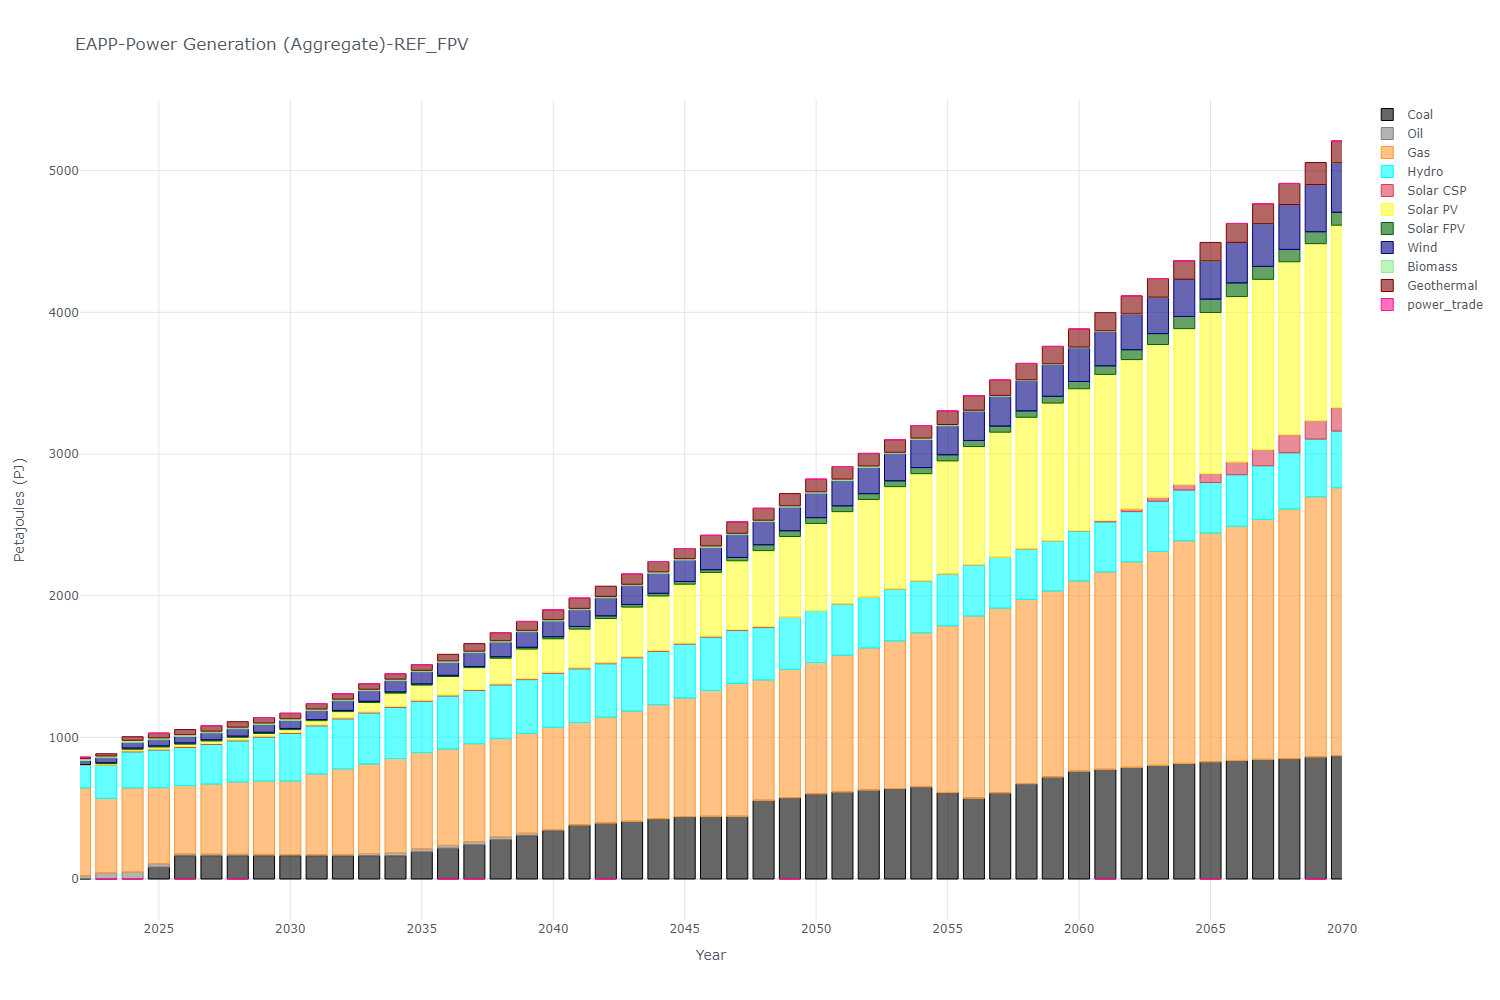 EAPP-Power Generation (Aggregate)-REF_FPV
Petajoules (PJ)
5000
4000
3000
2000
1000
0
2025
2030
2035
2040
2045
2050
2055
2060
2065
2070
Year
Coal
Oil
Gas
Hydro
Solar CSP
Solar PV
Solar FPV
Wind
Biomass
Geothermal
power_trade